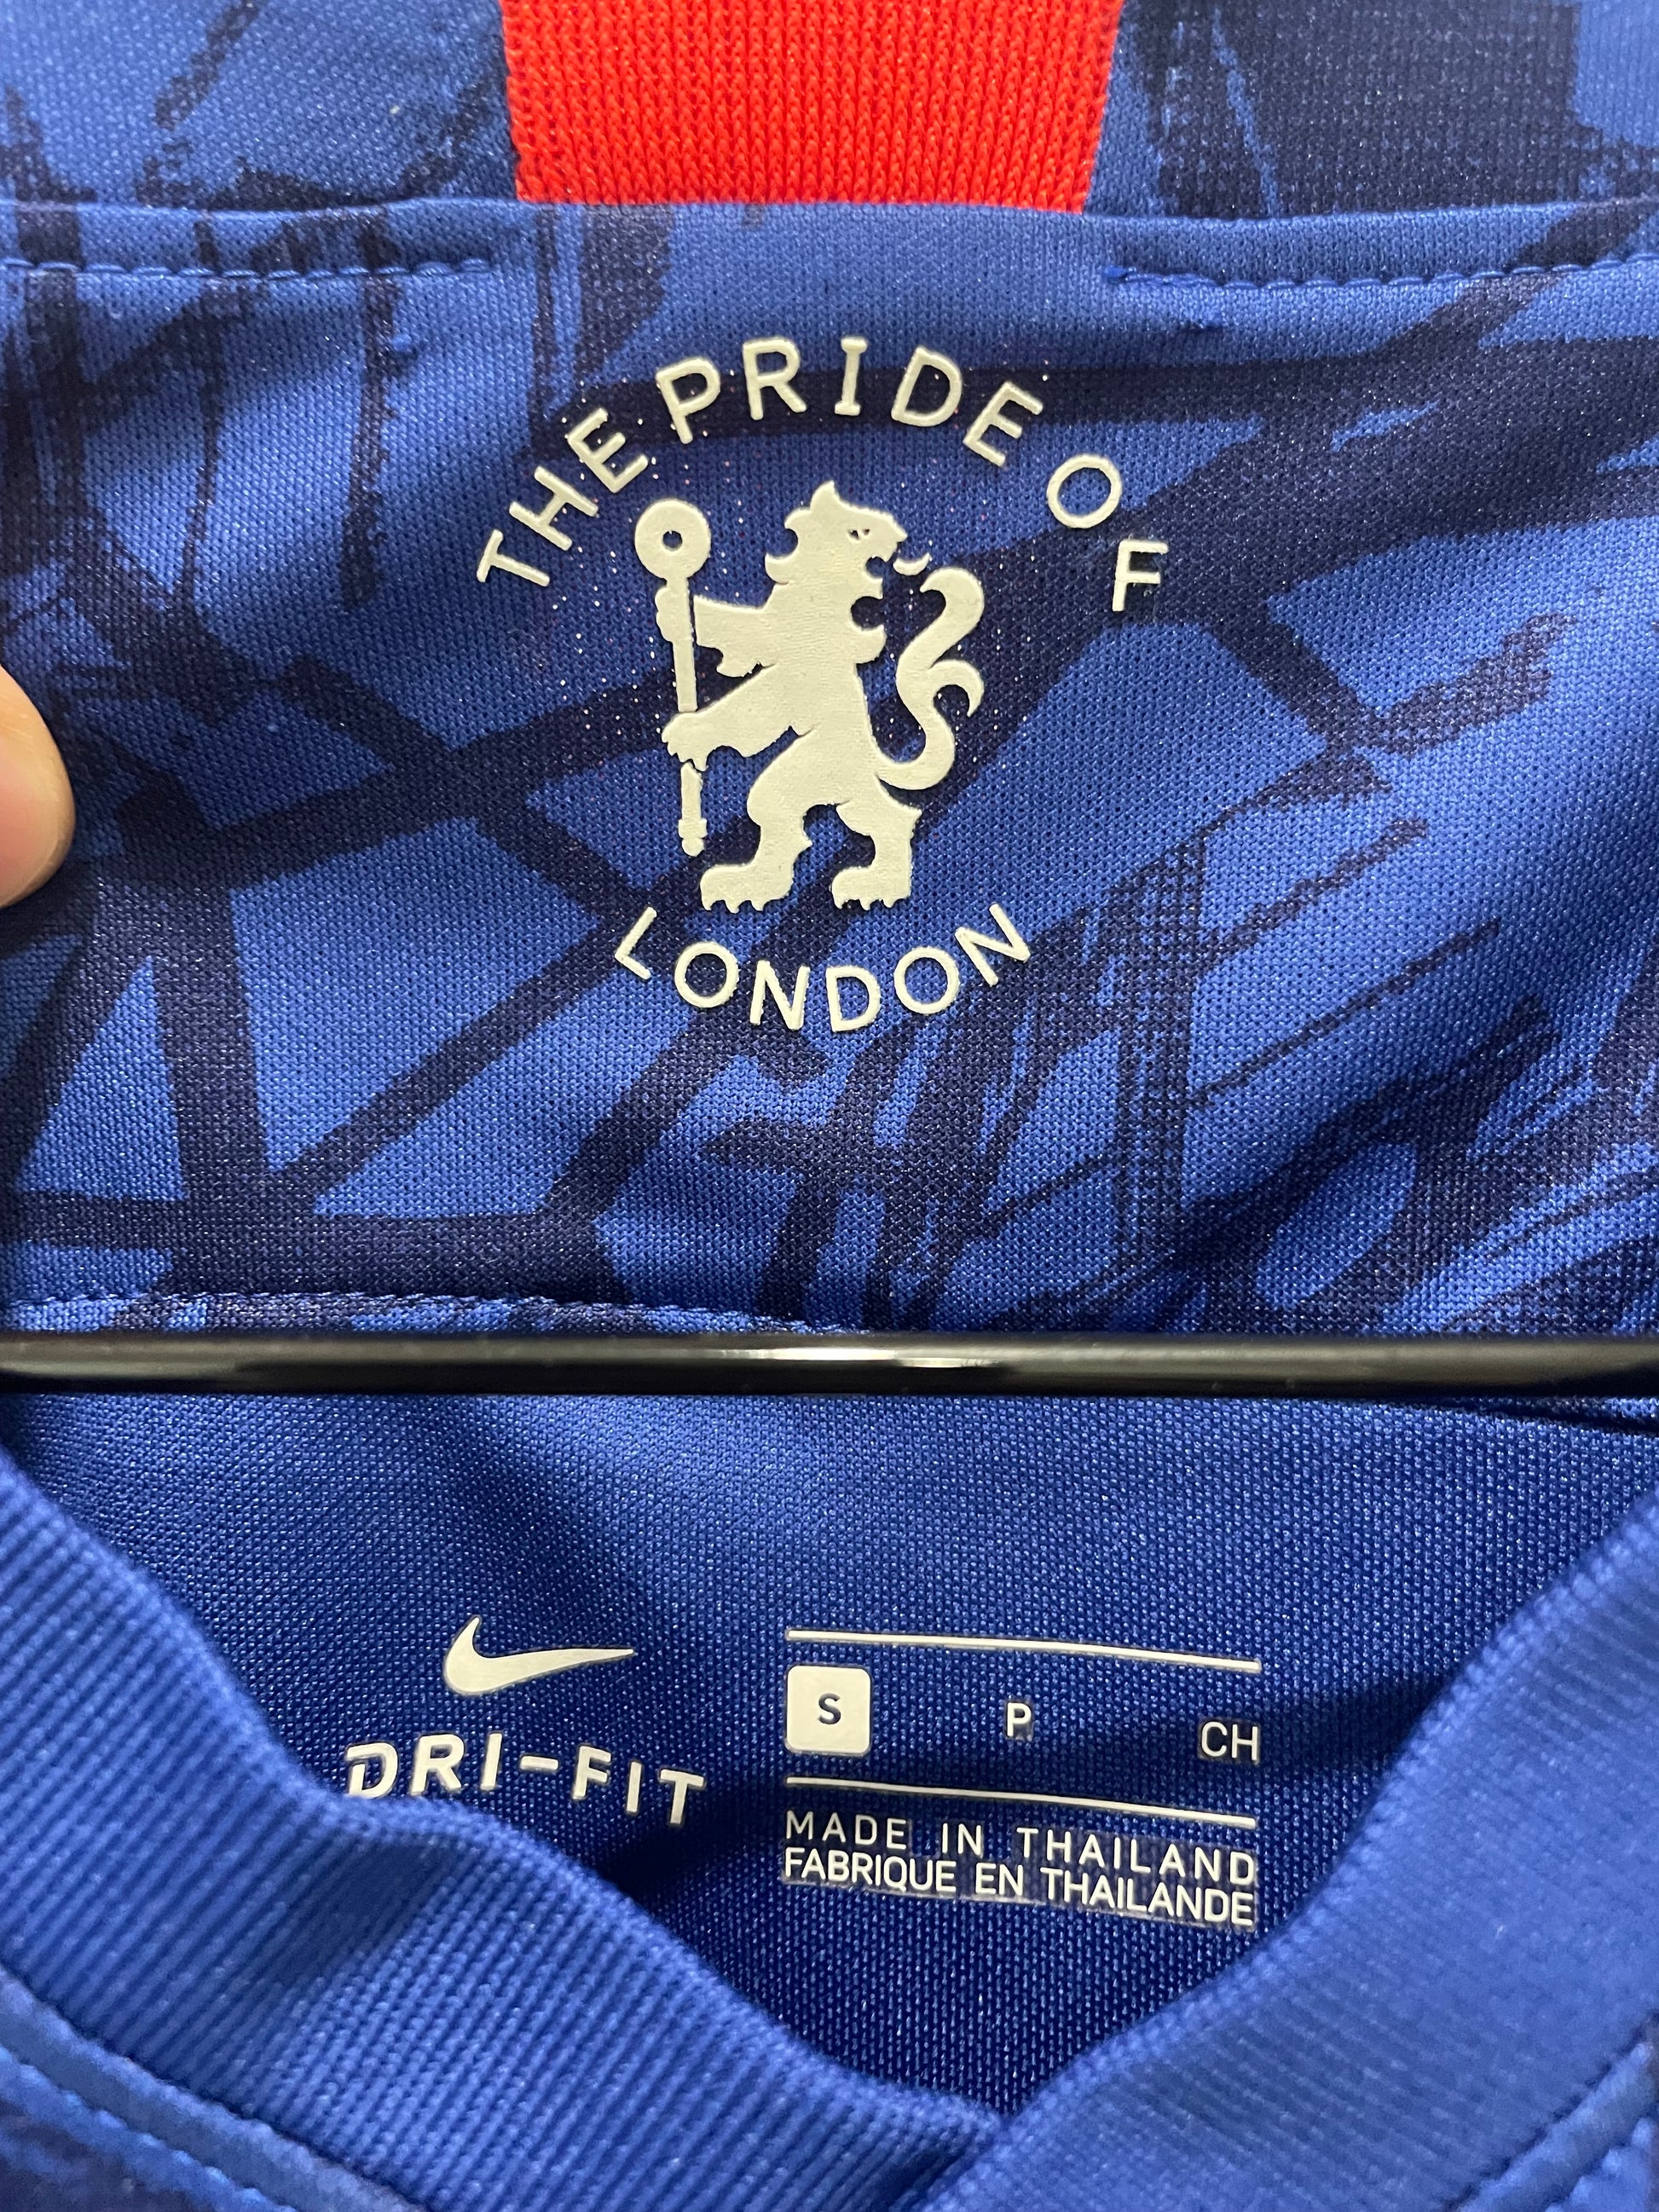 THE PRIDE OF
LONDON
DRI-FIT
S P CH
MADE IN THAILAND
FABRIQUE EN THAILANDE